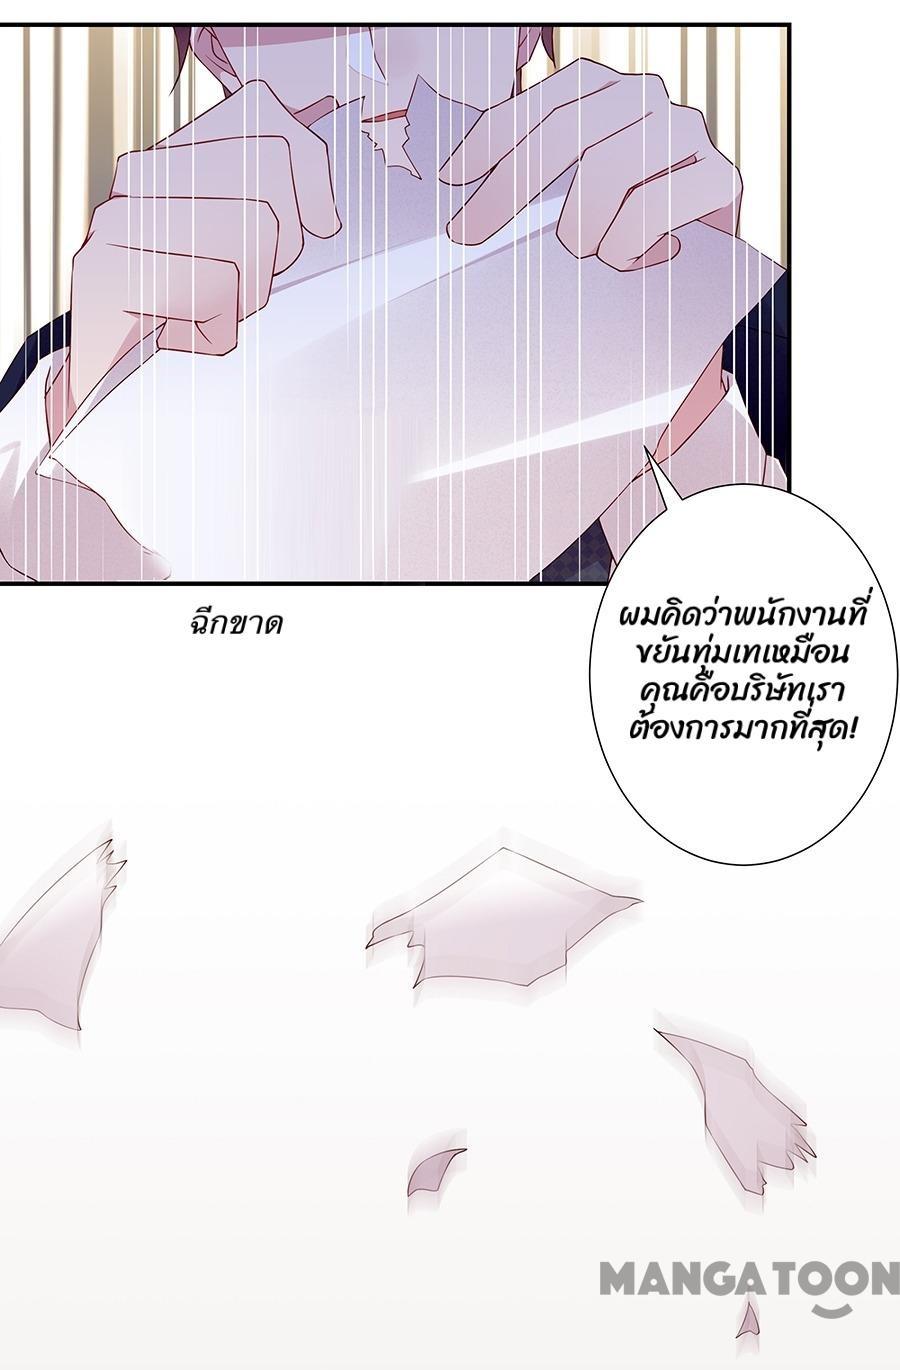 ฉีกขาด
ผมคิดว่าพนักงานที่
ขยันทุ่มเทเหมือน
คุณคือบริษัทเรา
ต้องการมากที่สุด!
MANGATOON